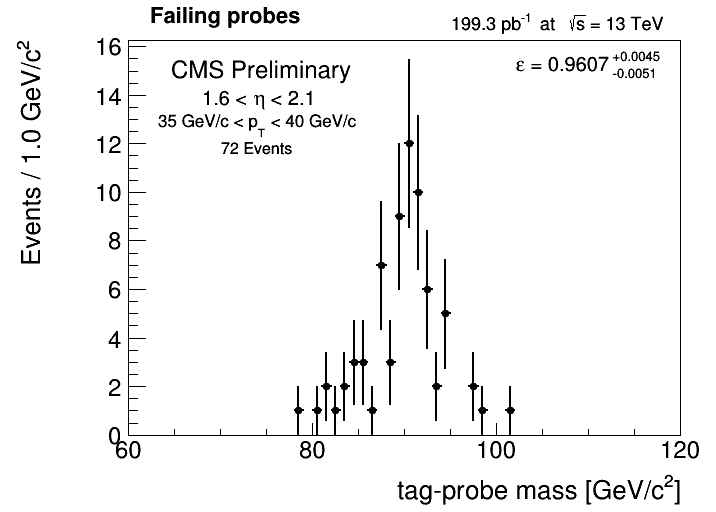 Failing probes
199.3 pb⁻¹ at √s = 13 TeV
CMS Preliminary
1.6 < η < 2.1
35 GeV/c < p_T < 40 GeV/c
72 Events
ε = 0.9607 +0.0045 -0.0051
Events / 1.0 GeV/c²
16
14
12
10
8
6
4
2
0
60 80 100 120
tag-probe mass [GeV/c²]